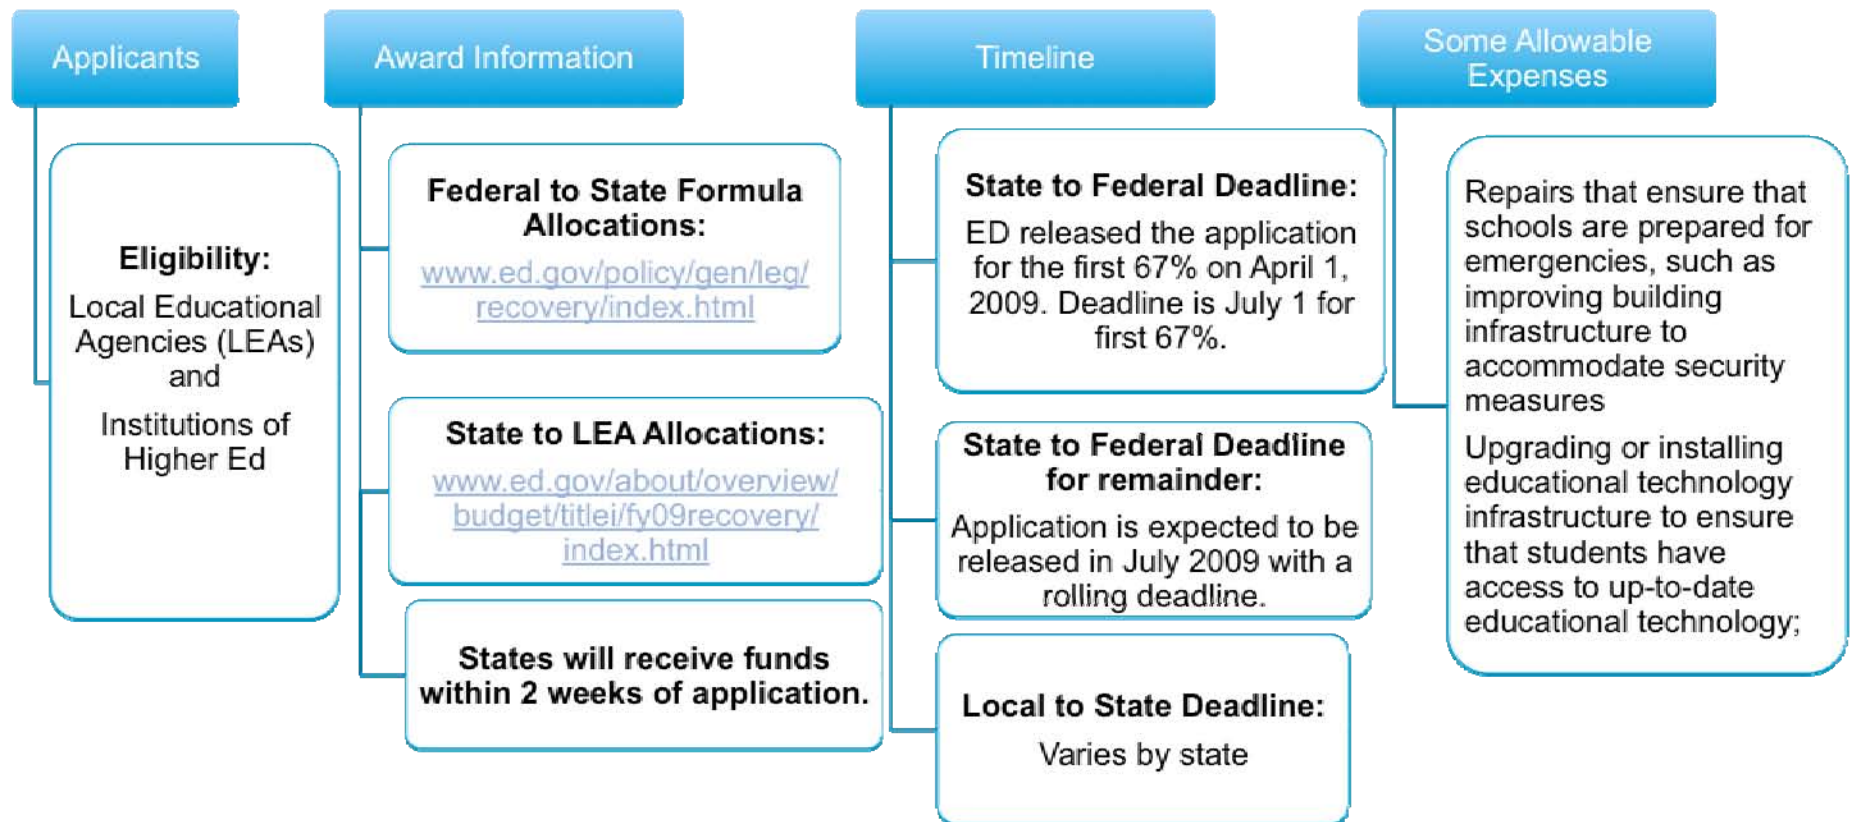 Applicants
Eligibility:
Local Educational
Agencies (LEAs)
and
Institutions of
Higher Ed
Award Information
Federal to State Formula
Allocations:
www.ed.gov/policy/gen/leg/
recovery/index.html
State to LEA Allocations:
www.ed.gov/about/overview/
budget/titlei/fy09recovery/
index.html
States will receive funds
within 2 weeks of application.
Timeline
State to Federal Deadline:
ED released the application
for the first 67% on April 1,
2009. Deadline is July 1 for
first 67%.
State to Federal Deadline
for remainder:
Application is expected to be
released in July 2009 with a
rolling deadline.
Local to State Deadline:
Varies by state
Some Allowable
Expenses
Repairs that ensure that
schools are prepared for
emergencies, such as
improving building
infrastructure to
accommodate security
measures
Upgrading or installing
educational technology
infrastructure to ensure
that students have
access to up-to-date
educational technology;